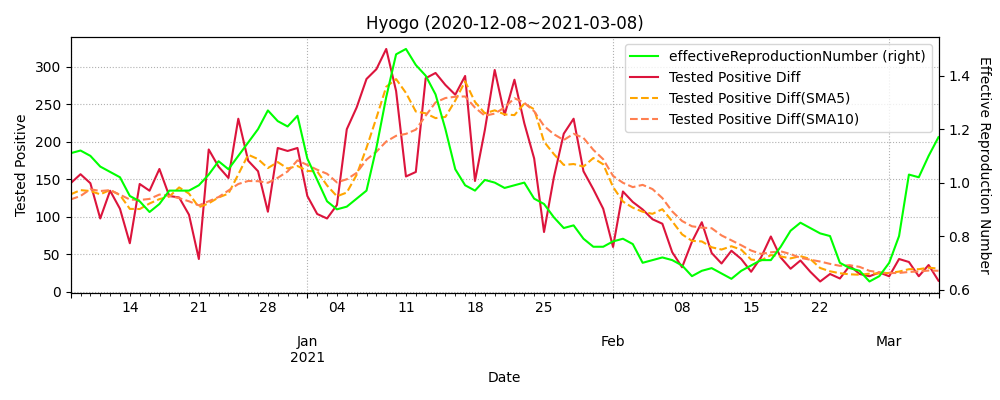 Hyogo (2020-12-08~2021-03-08)
effectiveReproductionNumber (right)
Tested Positive Diff
Tested Positive Diff(SMA5)
Tested Positive Diff(SMA10)
Tested Positive
300
250
200
150
100
50
0
1.4
1.2
1.0
0.8
0.6
Effective Reproduction Number
14 21 28 04 11 18 25 08 15 22
Jan Feb Mar
2021
Date